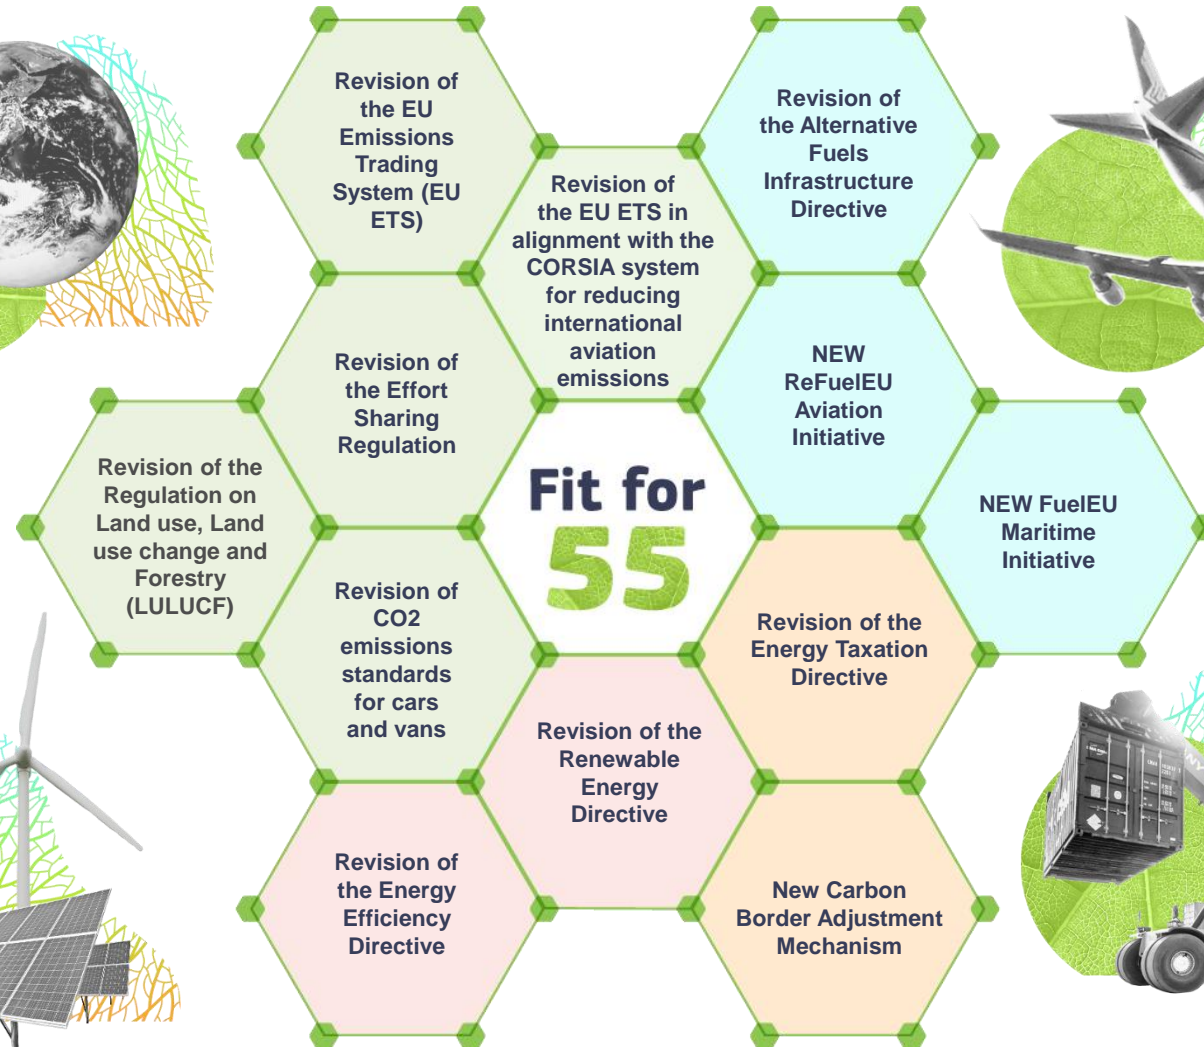 Revision of
the EU
Emissions
Trading
System (EU
ETS)
Revision of
the EU ETS in
alignment with the
CORSIA system
for reducing
international
aviation
emissions
Revision of
the Alternative
Fuels
Infrastructure
Directive
Revision of
the Effort
Sharing
Regulation
NEW
ReFuelEU
Aviation
Initiative
Revision of the
Regulation on
Land use, Land
use change and
Forestry
(LULUCF)
Fit for
55
NEW FuelEU
Maritime
Initiative
Revision of
CO2
emissions
standards
for cars
and vans
Revision of the
Energy Taxation
Directive
Revision of the
Renewable
Energy
Directive
Revision of
the Energy
Efficiency
Directive
New Carbon
Border Adjustment
Mechanism